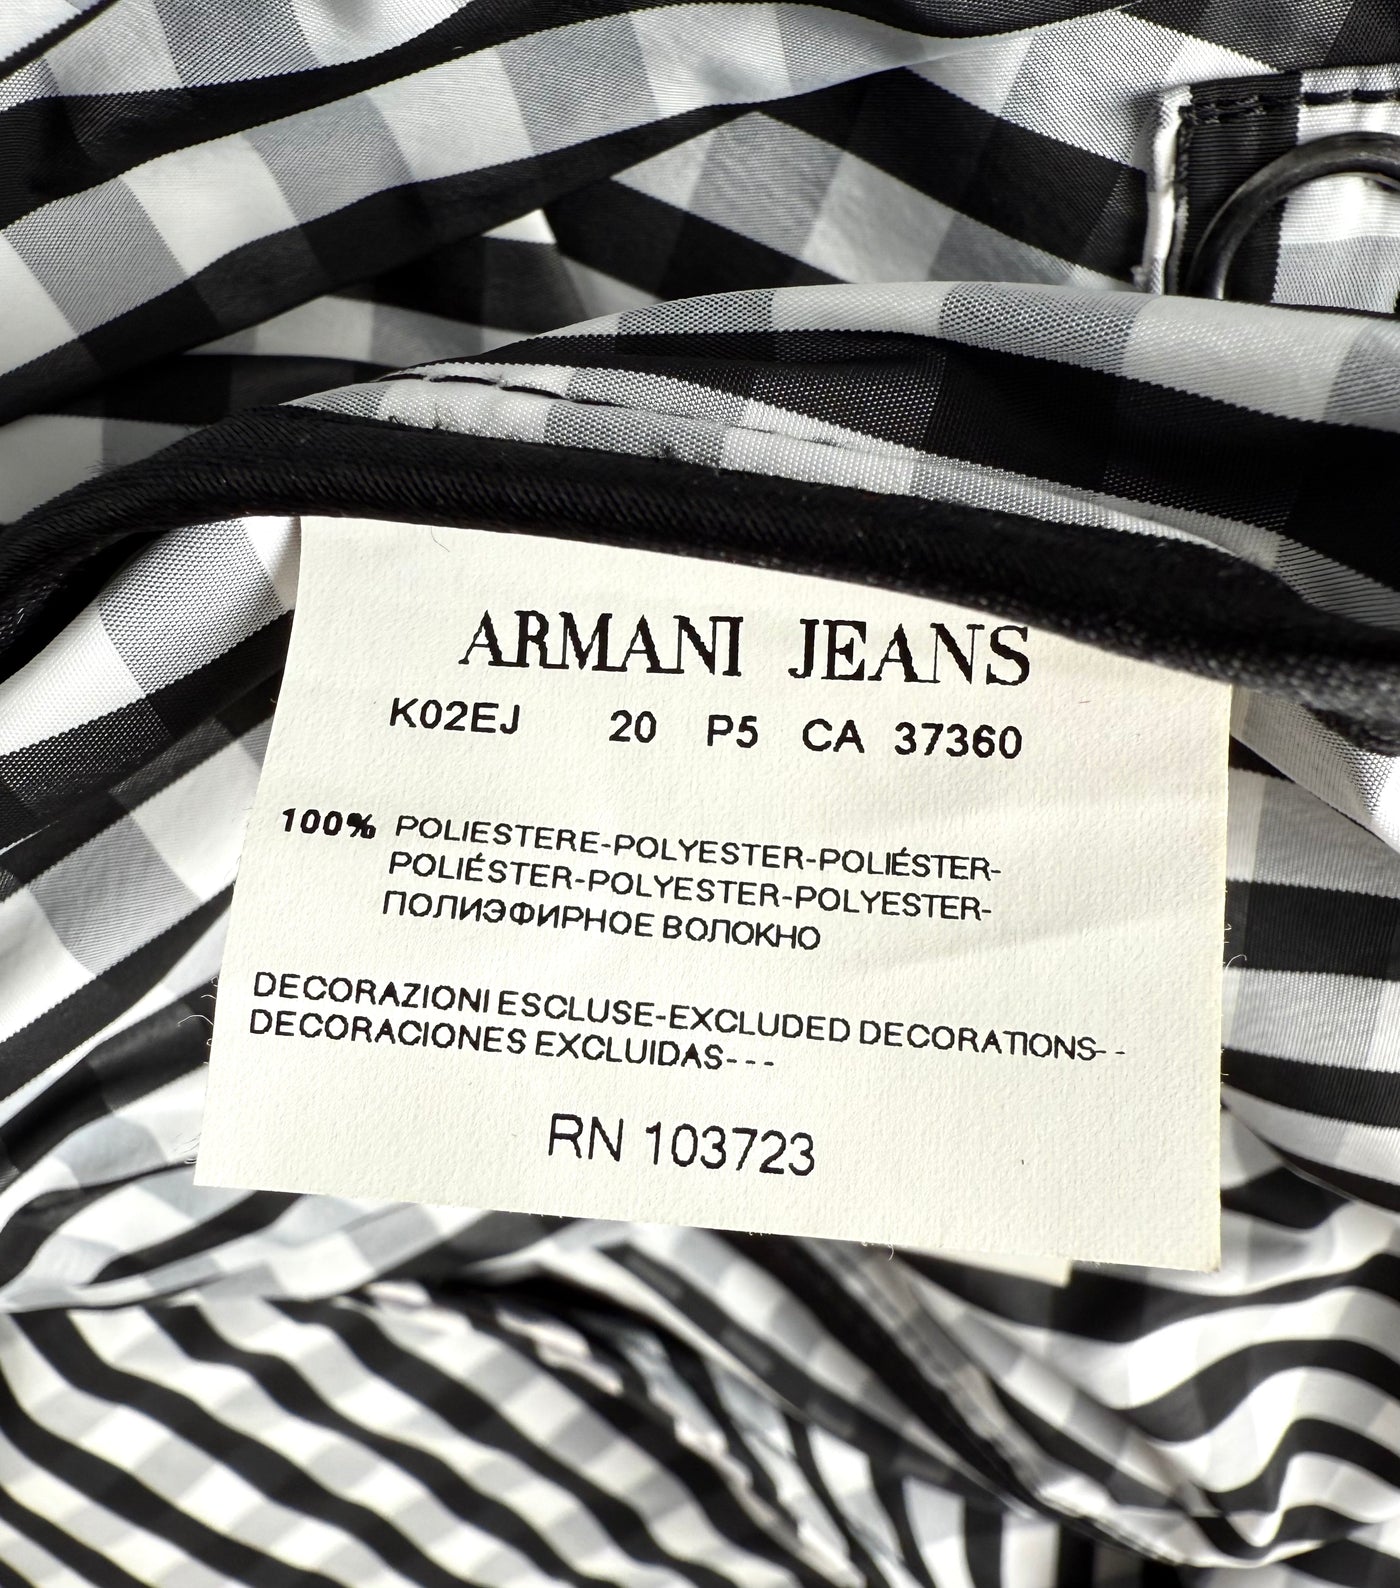 ARMANI JEANS
K02EJ 20 P5 CA 37360
100% POLIESTERE-POLYESTER-POLIÉSTER-
POLIÉSTER-POLYESTER-POLYESTER-
ПОЛИЭФИРНОЕ ВОЛОКНО
DECORAZIONI ESCLUSE-EXCLUDED DECORATIONS--
DECORACIONES EXCLUIDAS---
RN 103723